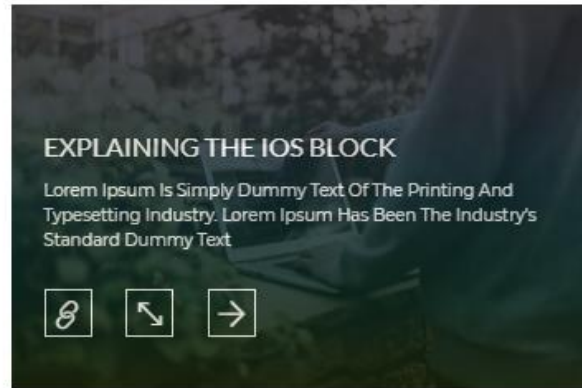 EXPLAINING THE IOS BLOCK
Lorem Ipsum Is Simply Dummy Text Of The Printing And
Typesetting Industry. Lorem Ipsum Has Been The Industry's
Standard Dummy Text